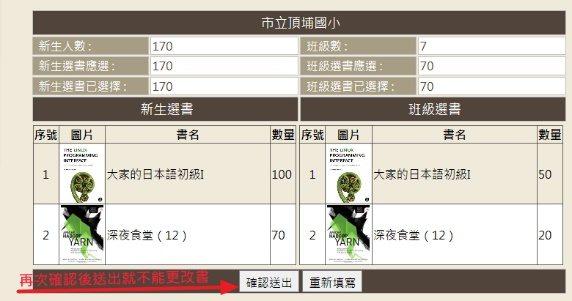 市立頂埔國小
新生人數： 170 班級數： 7
新生選書應選： 170 班級選書應選： 70
新生選書已選擇： 170 班級選書已選擇： 70
新生選書 班級選書
序號 圖片 書名 數量 序號 圖片 書名 數量
THE LINUX
PROGRAMMING
INTERFACE
1 大家的日本語初級I 100
THE LINUX
PROGRAMMING
INTERFACE
1 大家的日本語初級I 50
YARN
2 深夜食堂（12） 70
YARN
2 深夜食堂（12） 20
再次確認後送出就不能更改書 確認送出 重新填寫